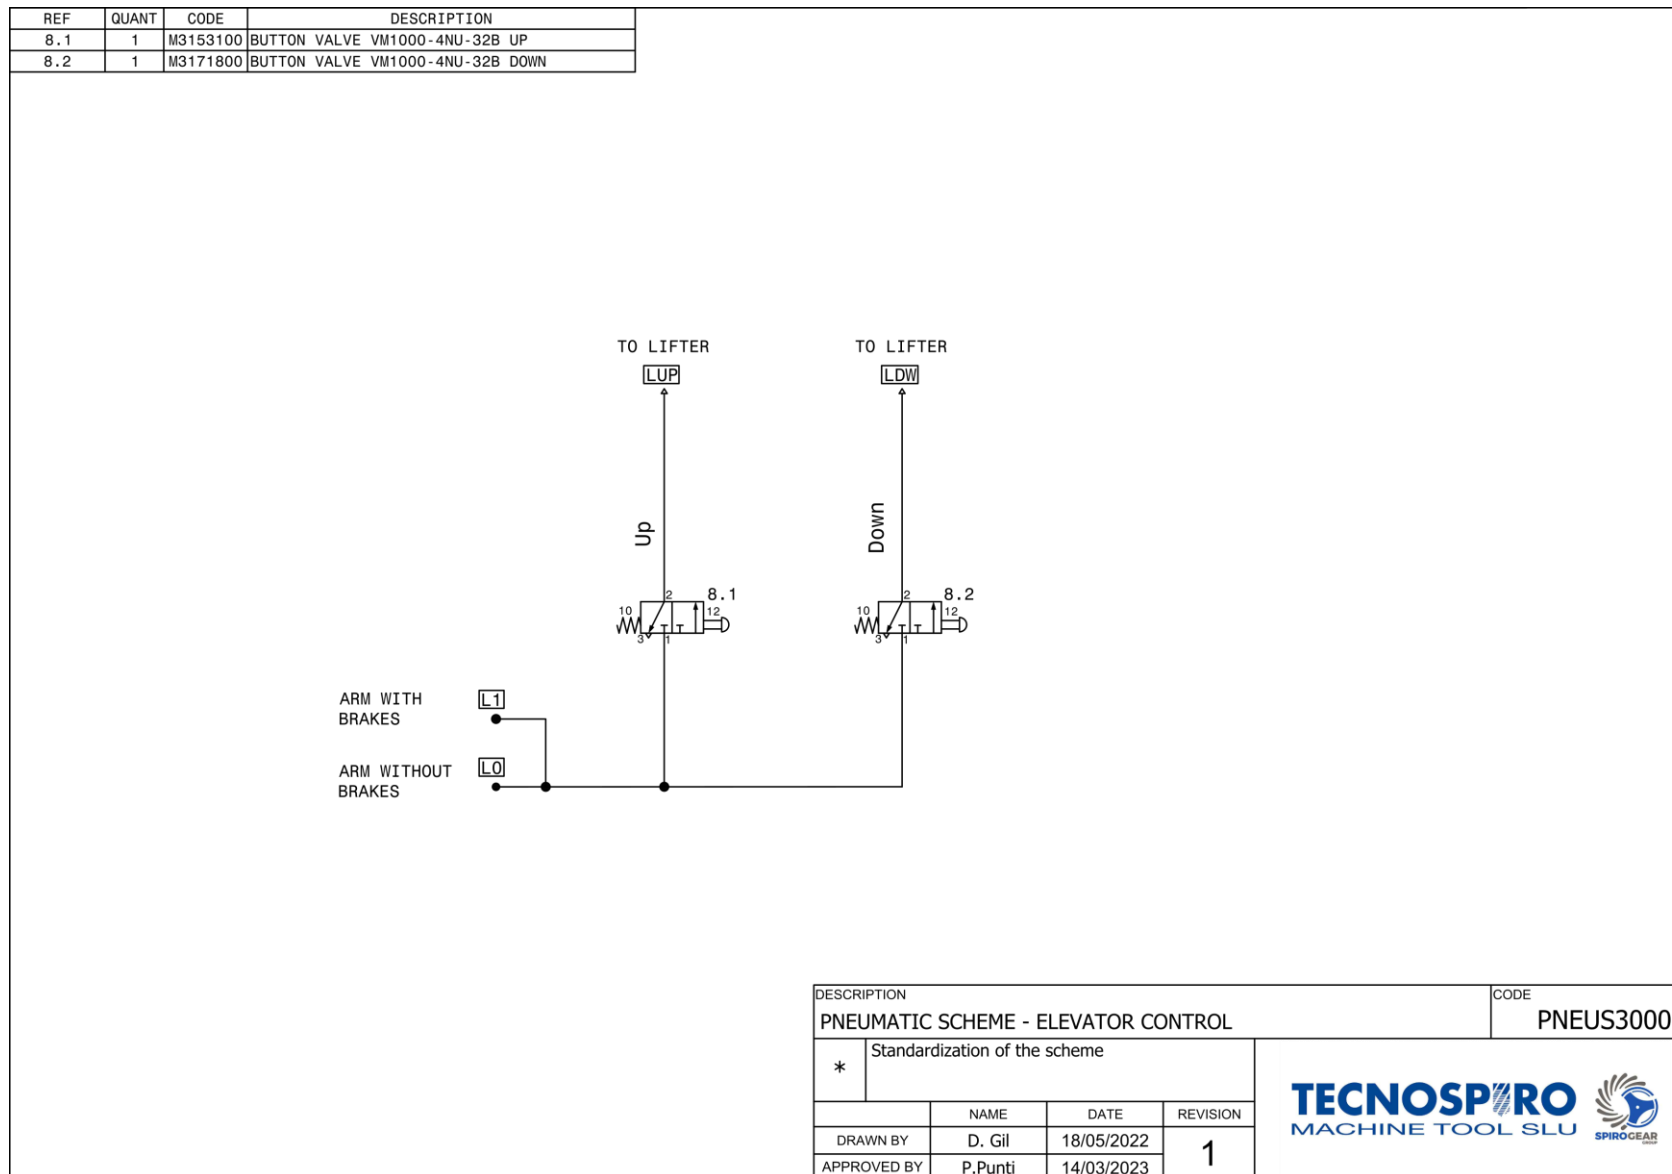 REF QUANT CODE DESCRIPTION
8.1 1 M3153100 BUTTON VALVE VM1000-4NU-32B UP
8.2 1 M3171800 BUTTON VALVE VM1000-4NU-32B DOWN
TO LIFTER TO LIFTER
LUP LDW
Up Down
2 8.1 2 8.2
10 12 10 12
3 1 3 1
ARM WITH L1
BRAKES
ARM WITHOUT L0
BRAKES
DESCRIPTION CODE
PNEUMATIC SCHEME - ELEVATOR CONTROL PNEUS3000
* Standardization of the scheme
NAME DATE REVISION
DRAWN BY D. Gil 18/05/2022 1
APPROVED BY P.Punti 14/03/2023
TECNOSPIRO
MACHINE TOOL SLU
SPIROGEAR
GROUP